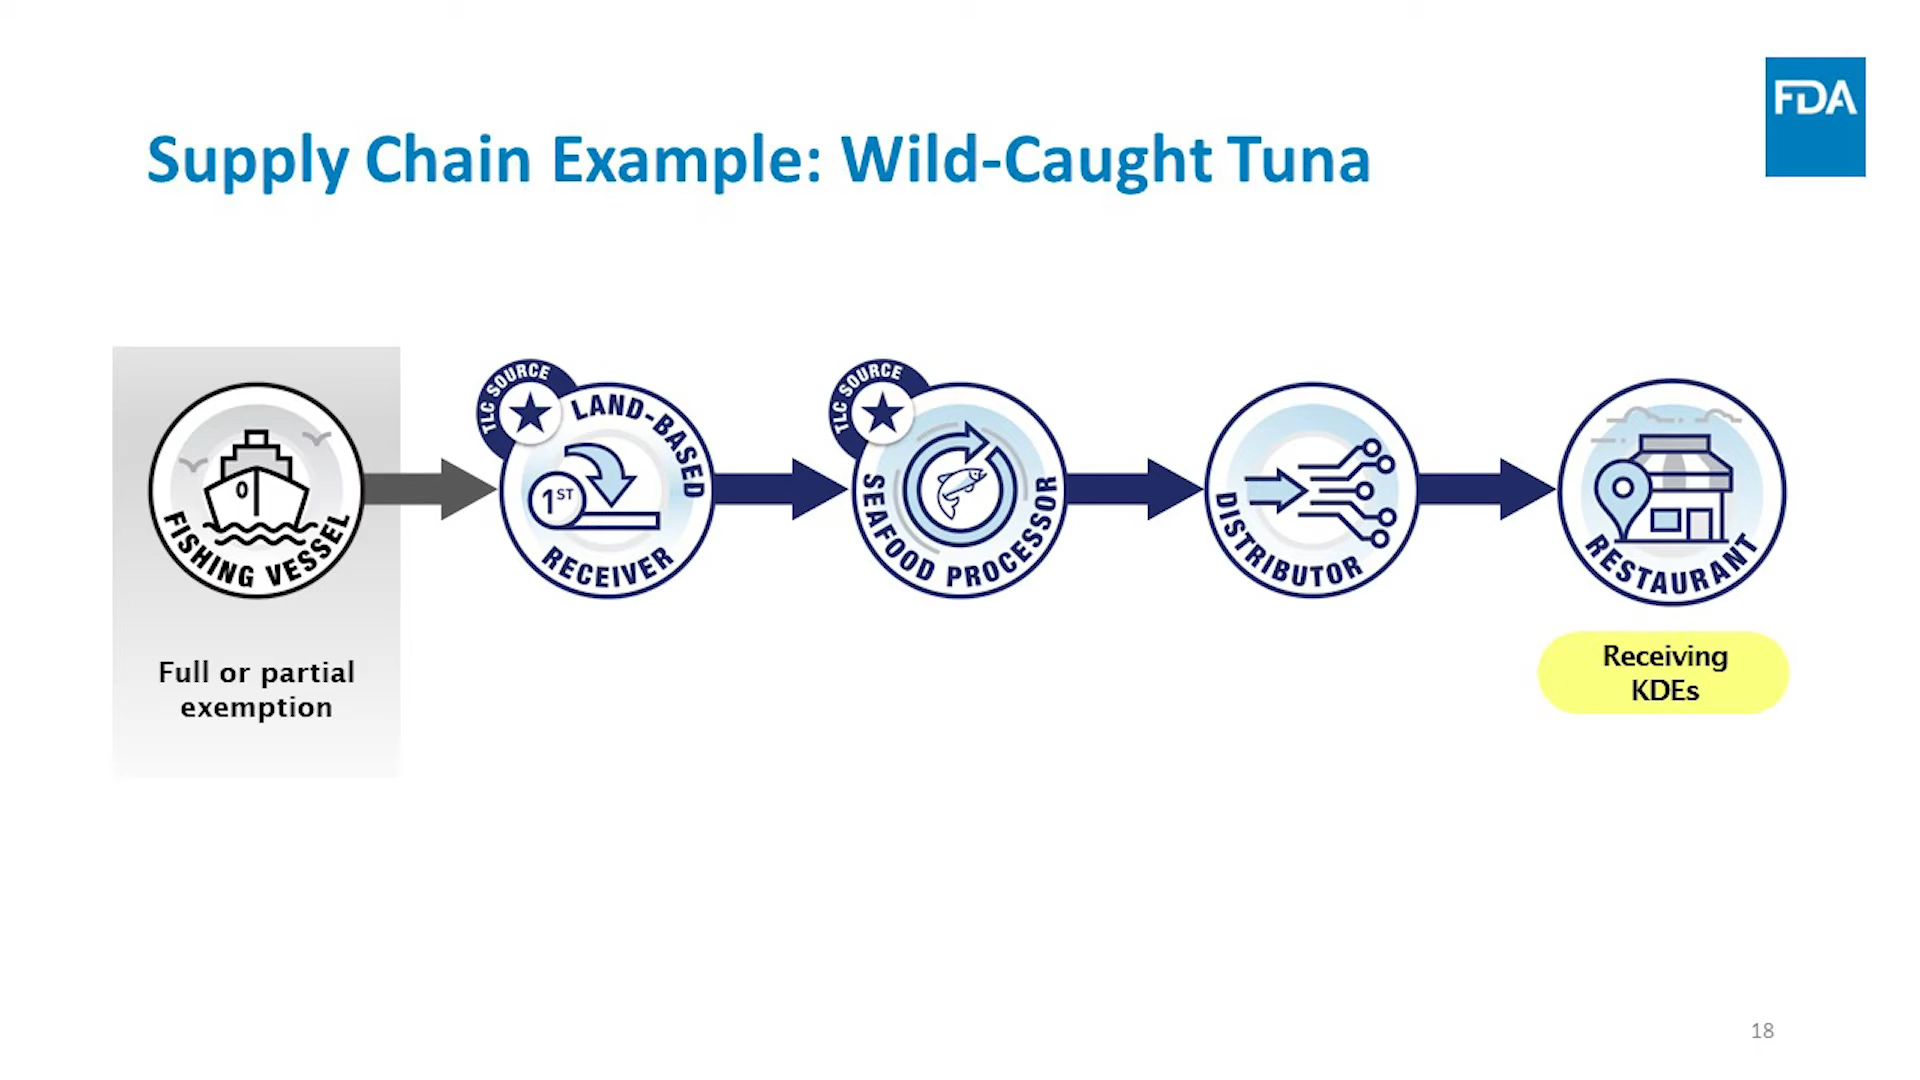 FDA
Supply Chain Example: Wild-Caught Tuna
FISHING VESSEL
Full or partial
exemption
TLC SOURCE
1ST
LAND-BASED
RECEIVER
TLC SOURCE
SEAFOOD PROCESSOR
DISTRIBUTOR
RESTAURANT
Receiving
KDEs
18